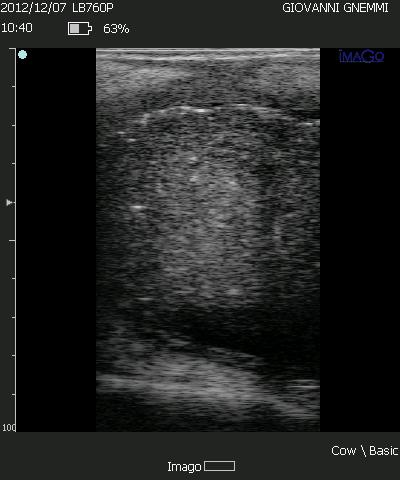 2012/12/07 LB760P GIOVANNI GNEMMI
10:40 63%
iMAGO
100
Cow \ Basic
Imago